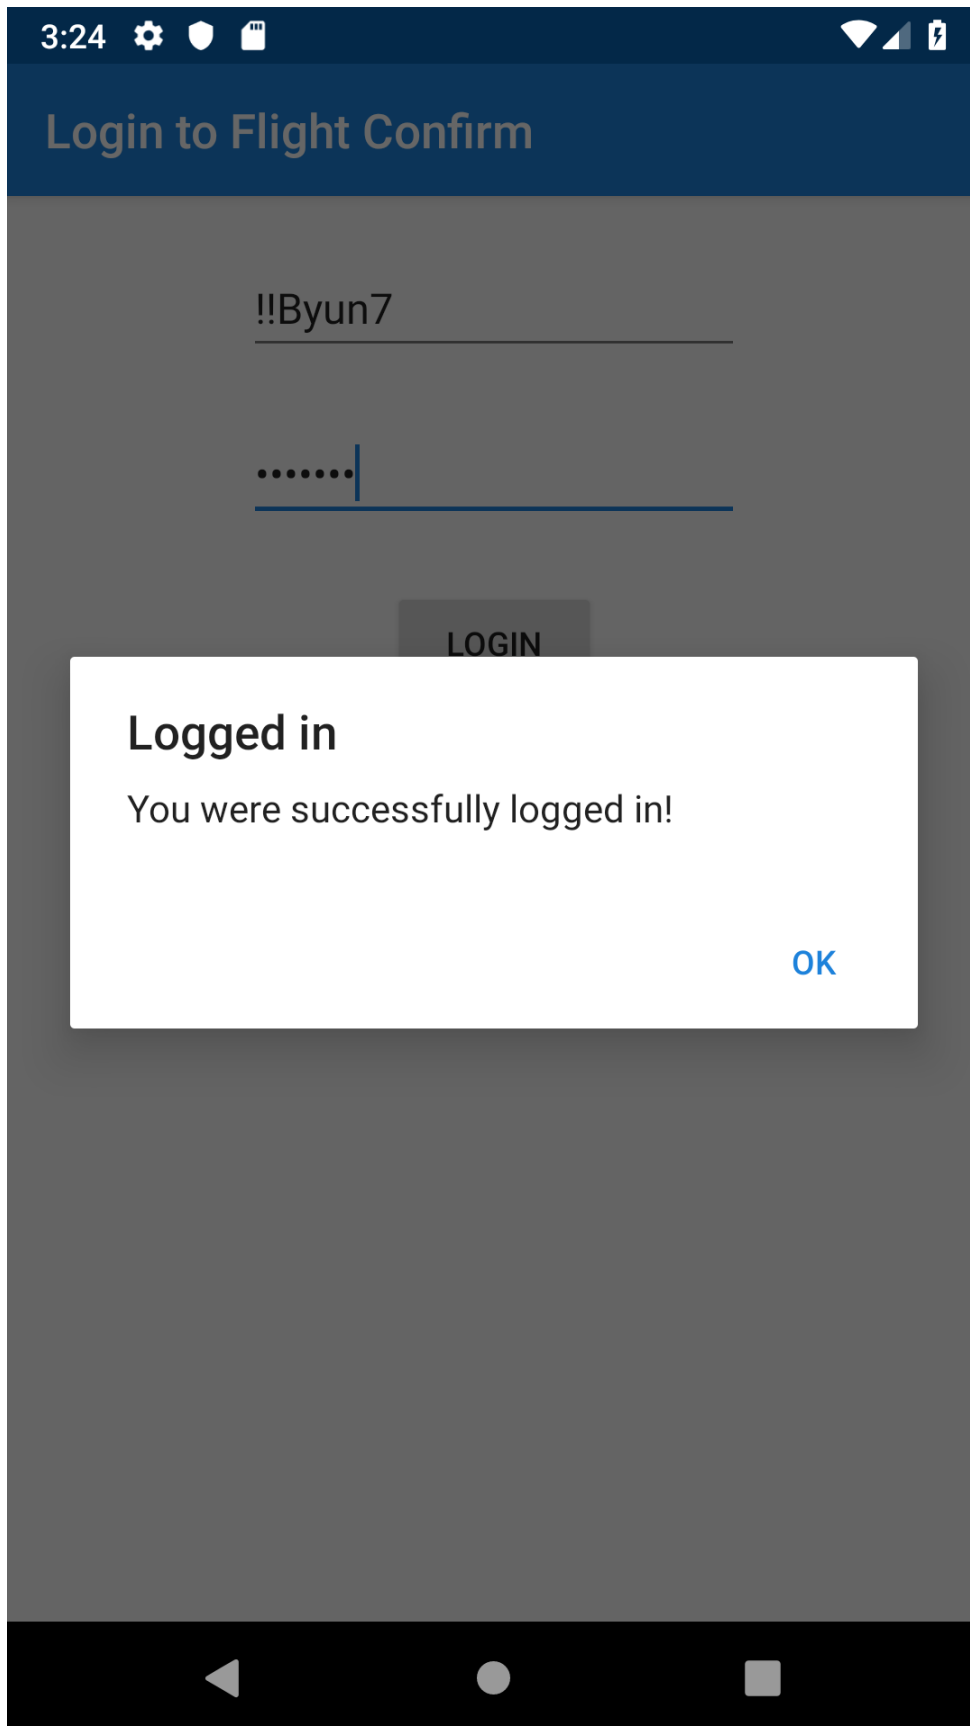 3:24
Login to Flight Confirm
!!Byun7
•••••••
LOGIN
Logged in
You were successfully logged in!
OK